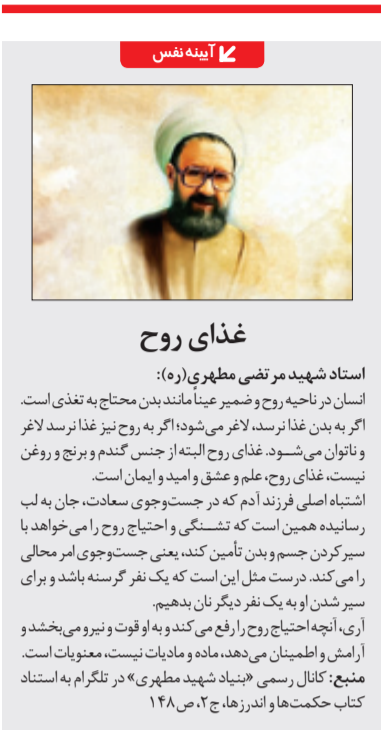 آیینه نفس
غذای روح
استاد شهید مرتضی مطهری(ره):
انسان در ناحیه روح و ضمیر عیناً مانند بدن محتاج به تغذی است.
اگر به بدن غذا نرسد، لاغر می‌شود؛ اگر به روح نیز غذا نرسد لاغر
و ناتوان می‌شــود. غذای روح البته از جنس گندم و برنج و روغن
نیست، غذای روح، علم و عشق و امید و ایمان است.
اشتباه اصلی فرزند آدم که در جست‌وجوی سعادت، جان به لب
رسانیده همین است که تشــنگی و احتیاج روح را می‌خواهد با
سیر کردن جسم و بدن تأمین کند، یعنی جست‌وجوی امر محالی
را می‌کند. درست مثل این است که یک نفر گرسنه باشد و برای
سیر شدن او به یک نفر دیگر نان بدهیم.
آری، آنچه احتیاج روح را رفع می‌کند و به او قوت و نیرو می‌بخشد و
آرامش و اطمینان می‌دهد، ماده و مادیات نیست، معنویات است.
منبع: کانال رسمی «بنیاد شهید مطهری» در تلگرام به استناد
کتاب حکمت‌ها و اندرزها، ج۲، ص۱۴۸